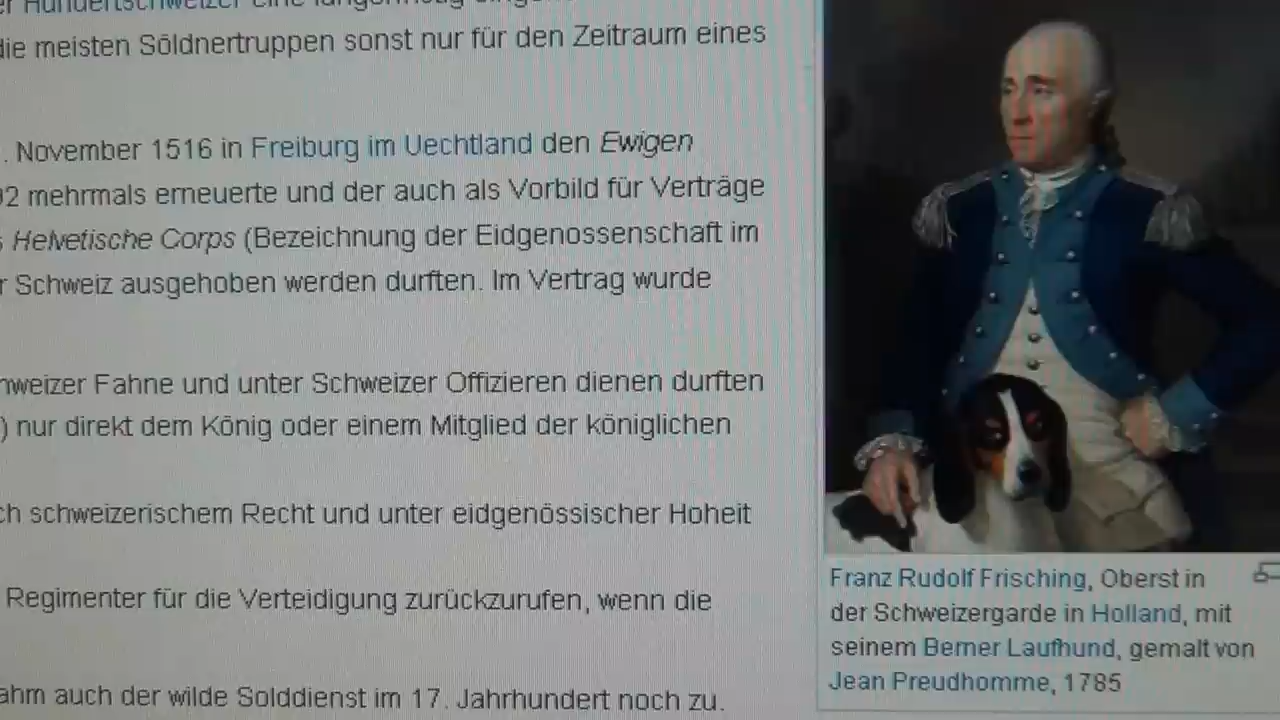 Hundertschweizer eine längerfristig
die meisten Söldnertruppen sonst nur für den Zeitraum eines
. November 1516 in Freiburg im Uechtland den Ewigen
92 mehrmals erneuerte und der auch als Vorbild für Verträge
s Helvetische Corps (Bezeichnung der Eidgenossenschaft im
r Schweiz ausgehoben werden durften. Im Vertrag wurde
hweizer Fahne und unter Schweizer Offizieren dienen durften
) nur direkt dem König oder einem Mitglied der königlichen
ch schweizerischem Recht und unter eidgenössischer Hoheit
Regimenter für die Verteidigung zurückzurufen, wenn die
ahm auch der wilde Solddienst im 17. Jahrhundert noch zu.
Franz Rudolf Frisching, Oberst in
der Schweizergarde in Holland, mit
seinem Berner Laufhund, gemalt von
Jean Preudhomme, 1785